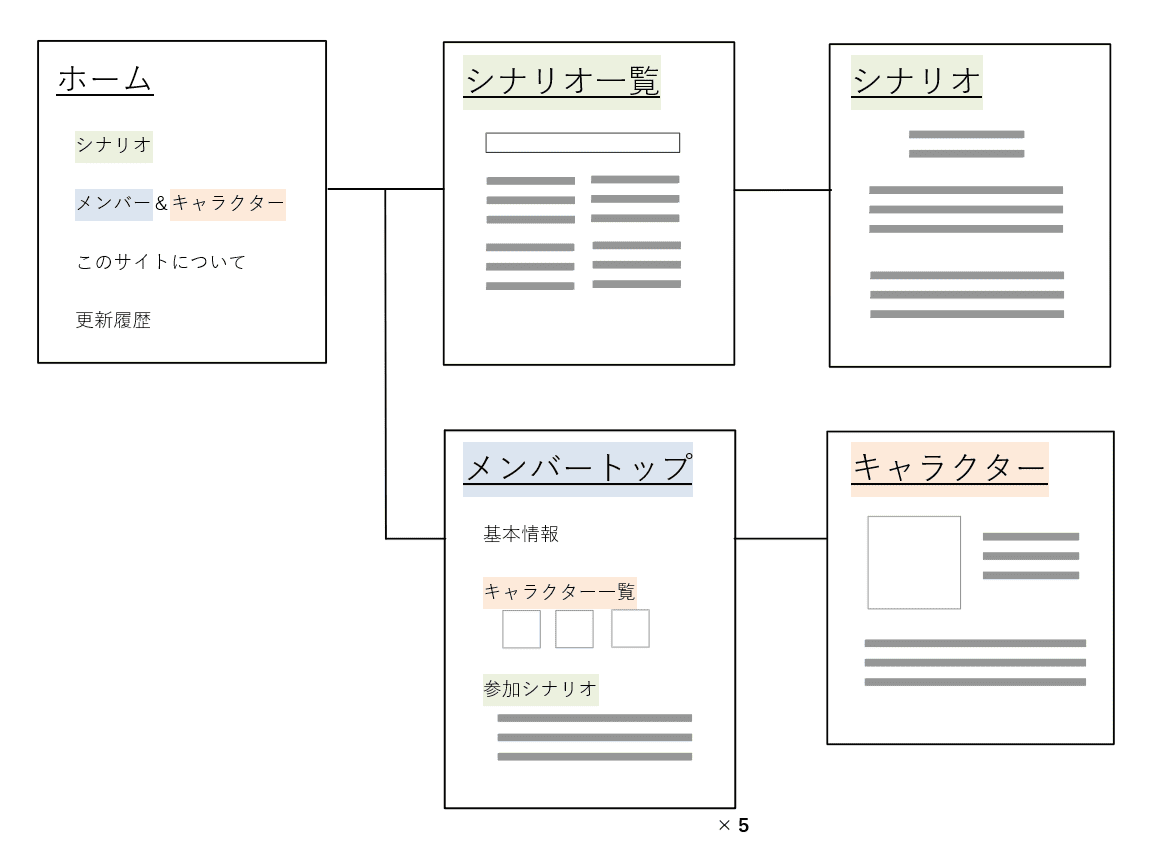 ホーム
シナリオ
メンバー&キャラクター
このサイトについて
更新履歴
シナリオ一覧
シナリオ
メンバートップ
基本情報
キャラクター一覧
参加シナリオ
× 5
キャラクター